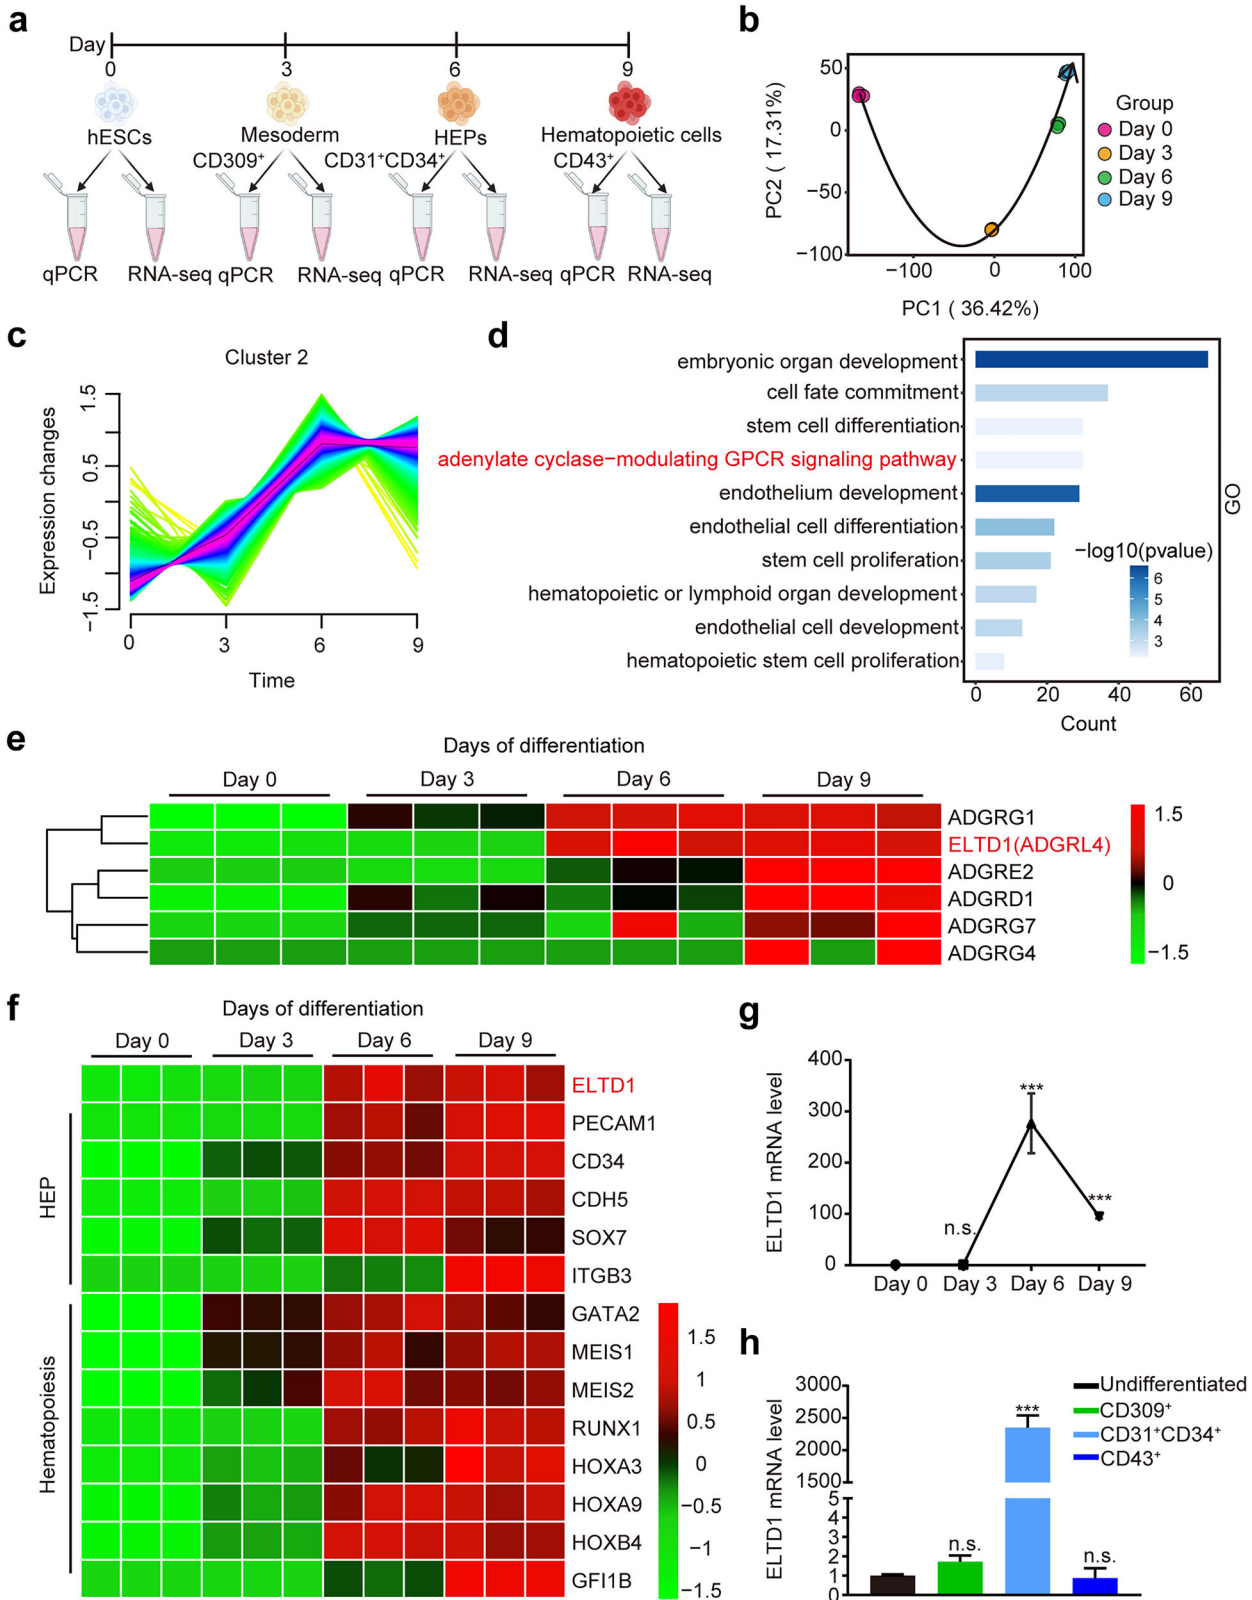 a
Day
0 3 6 9
hESCs Mesoderm HEPs Hematopoietic cells
CD309⁺ CD31⁺CD34⁺ CD43⁺
qPCR RNA-seq qPCR RNA-seq qPCR RNA-seq qPCR RNA-seq
b
PC2 ( 17.31%)
50
0
−50
−100
−100 0 100
PC1 ( 36.42%)
Group
Day 0
Day 3
Day 6
Day 9
c
Cluster 2
Expression changes
1.5
0.5
−0.5
−1.5
0 3 6 9
Time
d
embryonic organ development
cell fate commitment
stem cell differentiation
adenylate cyclase−modulating GPCR signaling pathway
endothelium development
endothelial cell differentiation
stem cell proliferation
hematopoietic or lymphoid organ development
endothelial cell development
hematopoietic stem cell proliferation
−log10(pvalue)
6
5
4
3
GO
0 20 40 60
Count
e
Days of differentiation
Day 0 Day 3 Day 6 Day 9
ADGRG1
ELTD1(ADGRL4)
ADGRE2
ADGRD1
ADGRG7
ADGRG4
1.5
0
−1.5
f
Days of differentiation
Day 0 Day 3 Day 6 Day 9
ELTD1
HEP
PECAM1
CD34
CDH5
SOX7
ITGB3
Hematopoiesis
GATA2
MEIS1
MEIS2
RUNX1
HOXA3
HOXA9
HOXB4
GFI1B
1.5
1
0.5
0
−0.5
−1
−1.5
g
ELTD1 mRNA level
400
300
200
100
0
n.s.
***
***
Day 0 Day 3 Day 6 Day 9
h
ELTD1 mRNA level
3000
2500
2000
1500
5
4
3
2
1
0
n.s.
***
n.s.
Undifferentiated
CD309⁺
CD31⁺CD34⁺
CD43⁺